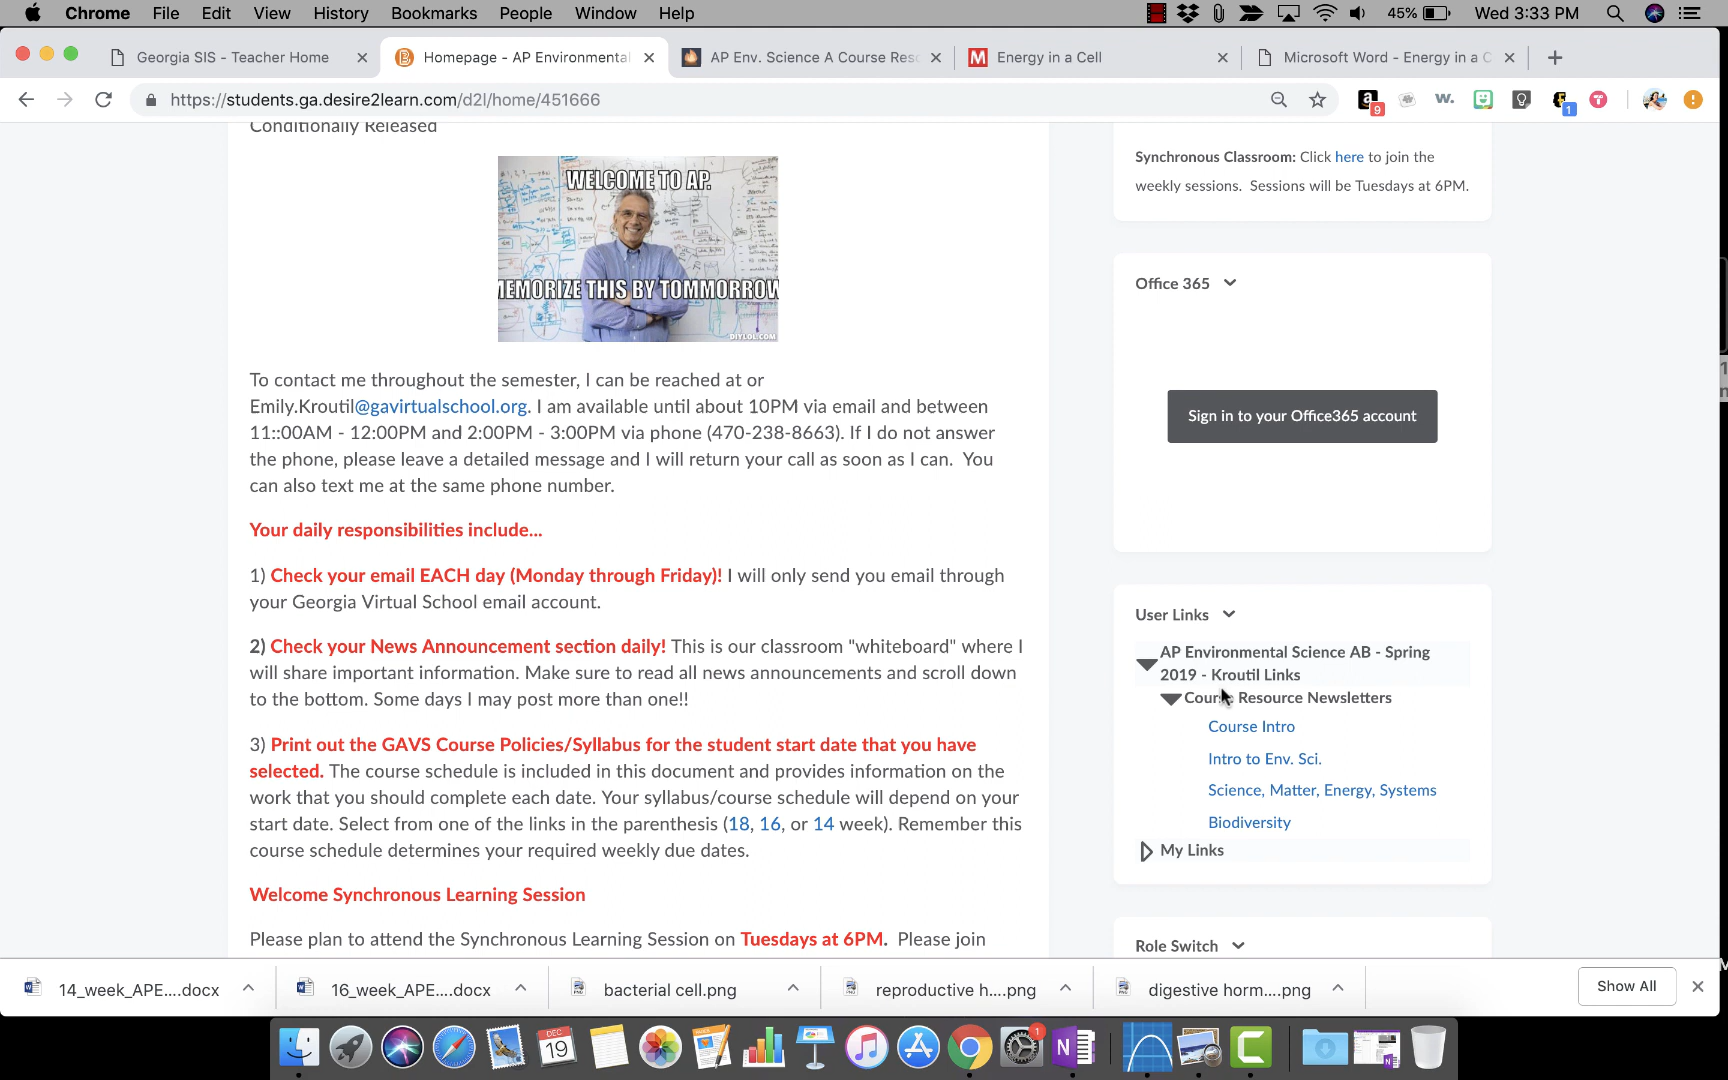 Chrome File Edit View History Bookmarks People Window Help 45% Wed 3:33 PM
Georgia SIS - Teacher Home
Homepage - AP Environmental
AP Env. Science A Course Res
Energy in a Cell
Microsoft Word - Energy in a C
https://students.ga.desire2learn.com/d2l/home/451666
9
w.
1
Conditionally Released
WELCOME TO AP.
MEMORIZE THIS BY TOMMORROW
DIYLOL.COM
To contact me throughout the semester, I can be reached at or
Emily.Kroutil@gavirtualschool.org. I am available until about 10PM via email and between
11::00AM - 12:00PM and 2:00PM - 3:00PM via phone (470-238-8663). If I do not answer
the phone, please leave a detailed message and I will return your call as soon as I can. You
can also text me at the same phone number.
Your daily responsibilities include...
1) Check your email EACH day (Monday through Friday)! I will only send you email through
your Georgia Virtual School email account.
2) Check your News Announcement section daily! This is our classroom "whiteboard" where I
will share important information. Make sure to read all news announcements and scroll down
to the bottom. Some days I may post more than one!!
3) Print out the GAVS Course Policies/Syllabus for the student start date that you have
selected. The course schedule is included in this document and provides information on the
work that you should complete each date. Your syllabus/course schedule will depend on your
start date. Select from one of the links in the parenthesis (18, 16, or 14 week). Remember this
course schedule determines your required weekly due dates.
Welcome Synchronous Learning Session
Please plan to attend the Synchronous Learning Session on Tuesdays at 6PM. Please join
Synchronous Classroom: Click here to join the
weekly sessions. Sessions will be Tuesdays at 6PM.
Office 365
Sign in to your Office365 account
User Links
AP Environmental Science AB - Spring
2019 - Kroutil Links
Course Resource Newsletters
Course Intro
Intro to Env. Sci.
Science, Matter, Energy, Systems
Biodiversity
My Links
Role Switch
14_week_APE....docx
16_week_APE....docx
bacterial cell.png
reproductive h....png
digestive horm....png
Show All
DEC
19
1